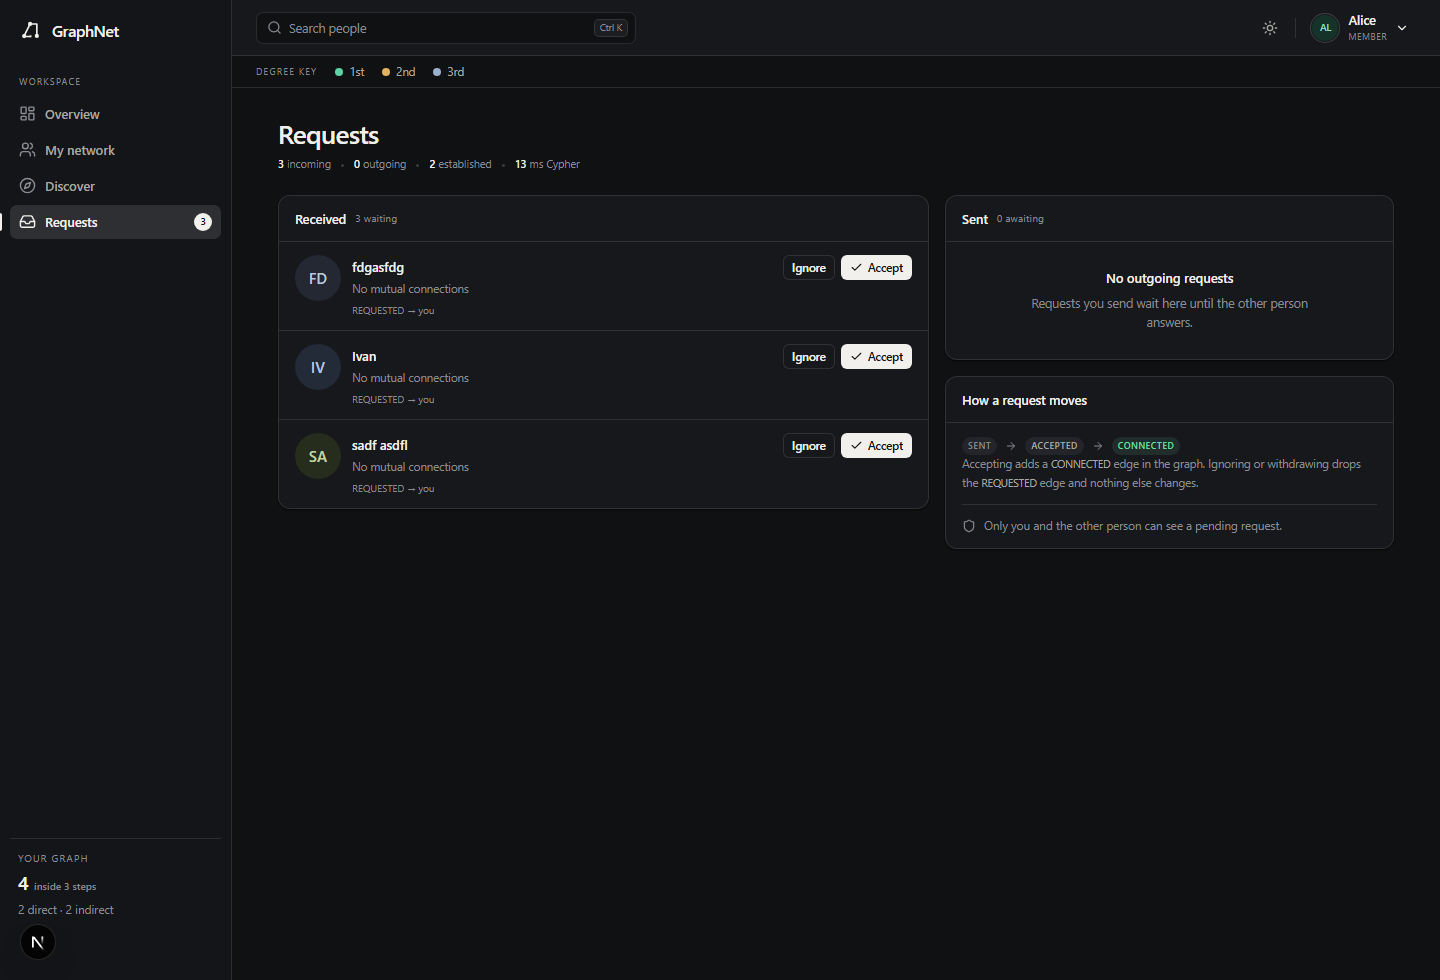 GraphNet
WORKSPACE
Overview
My network
Discover
Requests 3
YOUR GRAPH
4 inside 3 steps
2 direct · 2 indirect
N
Search people Ctrl K
AL Alice
MEMBER
DEGREE KEY 1st 2nd 3rd
Requests
3 incoming • 0 outgoing • 2 established • 13 ms Cypher
Received 3 waiting
FD fdgasfdg Ignore Accept
No mutual connections
REQUESTED → you
IV Ivan Ignore Accept
No mutual connections
REQUESTED → you
SA sadf asdfl Ignore Accept
No mutual connections
REQUESTED → you
Sent 0 awaiting
No outgoing requests
Requests you send wait here until the other person
answers.
How a request moves
SENT → ACCEPTED → CONNECTED
Accepting adds a CONNECTED edge in the graph. Ignoring or withdrawing drops
the REQUESTED edge and nothing else changes.
Only you and the other person can see a pending request.